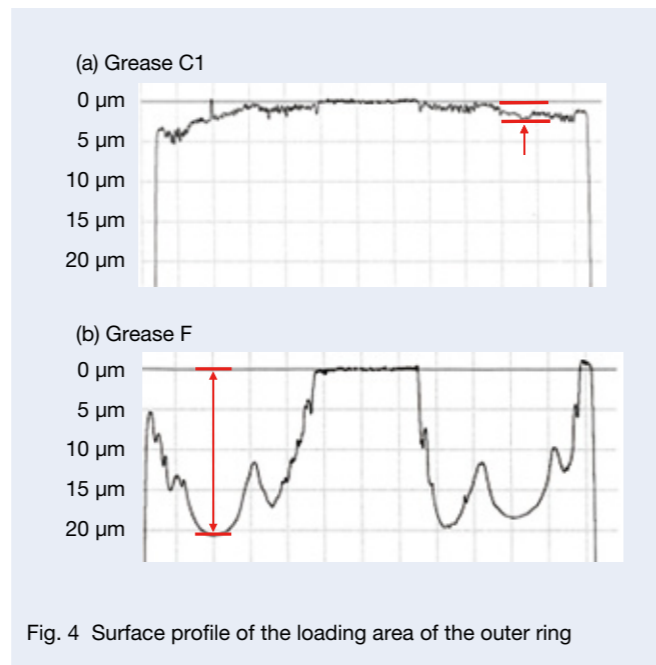 (a) Grease C1
0 µm
5 µm
10 µm
15 µm
20 µm
(b) Grease F
0 µm
5 µm
10 µm
15 µm
20 µm
Fig. 4 Surface profile of the loading area of the outer ring